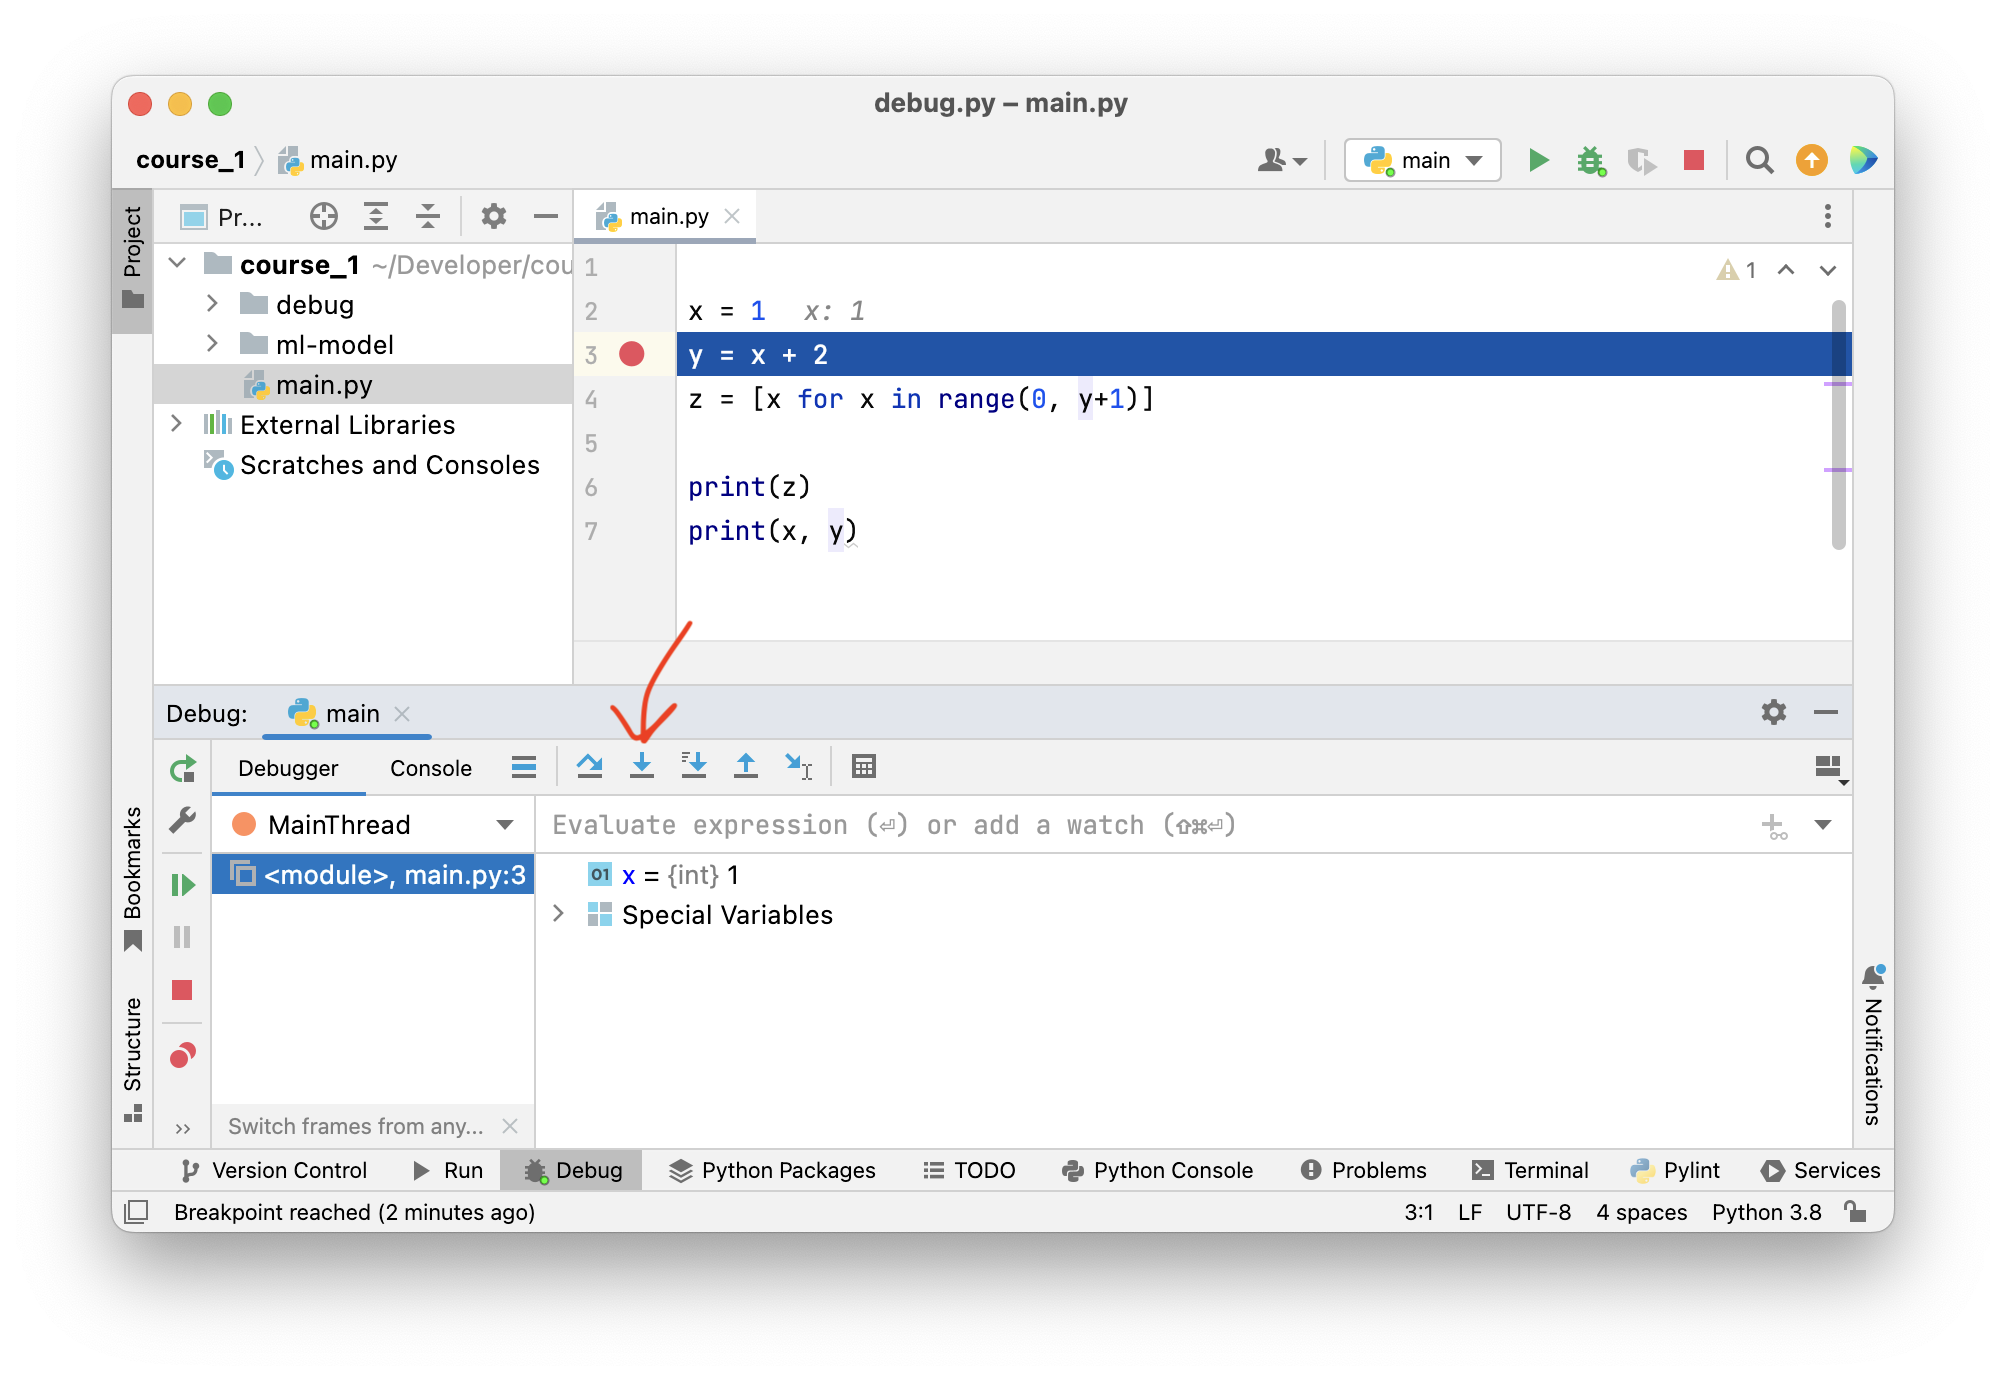 debug.py – main.py
course_1 main.py
main
Project
Pr...
main.py
course_1 ~/Developer/cou
debug
ml-model
main.py
External Libraries
Scratches and Consoles
1
1
2 x = 1 x: 1
3 y = x + 2
4 z = [x for x in range(0, y+1)]
5
6 print(z)
7 print(x, y)
Debug: main
Debugger Console
MainThread
Evaluate expression (⏎) or add a watch (⇧⌘⏎)
<module>, main.py:3
01 x = {int} 1
Special Variables
Bookmarks
Structure
Notifications
Switch frames from any...
Version Control Run Debug Python Packages TODO Python Console Problems Terminal Pylint Services
Breakpoint reached (2 minutes ago) 3:1 LF UTF-8 4 spaces Python 3.8